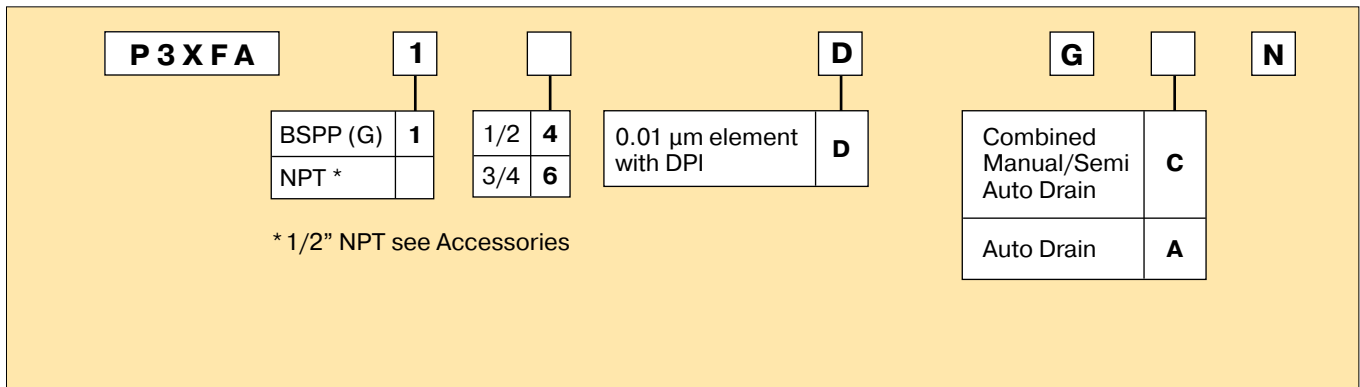 P3XFA 1 D G N
BSPP (G) 1
NPT *
1/2 4
3/4 6
0.01 µm element
with DPI
D
Combined
Manual/Semi
Auto Drain
C
Auto Drain A
* 1/2” NPT see Accessories